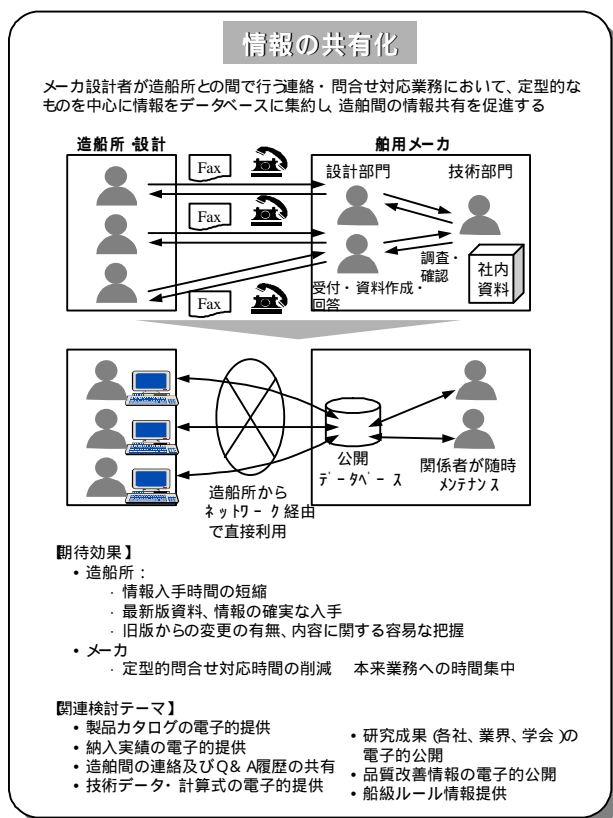 情報の共有化
メーカ設計者が造船所との間で行う連絡・問合せ対応業務において、定型的な
ものを中心に情報をデータベースに集約し 造舶間の情報共有を促進する
造船所・設計
舶用メーカ
Fax
設計部門
技術部門
Fax
調査・
確認
社内
資料
受付・資料作成・
回答
Fax
公開
データベース
関係者が随時
メンテナンス
造船所から
ネットワーク経由
で直接利用
【期待効果】
• 造船所：
· 情報入手時間の短縮
· 最新版資料、情報の確実な入手
· 旧版からの変更の有無、内容に関する容易な把握
• メーカ
· 定型的問合せ対応時間の削減　本来業務への時間集中
【関連検討テーマ】
• 製品カタログの電子的提供
• 納入実績の電子的提供
• 造舶間の連絡及びQ& A履歴の共有
• 技術データ・計算式の電子的提供
• 研究成果 (各社、業界、学会 )の
電子的公開
• 品質改善情報の電子的公開
• 船級ルール情報提供